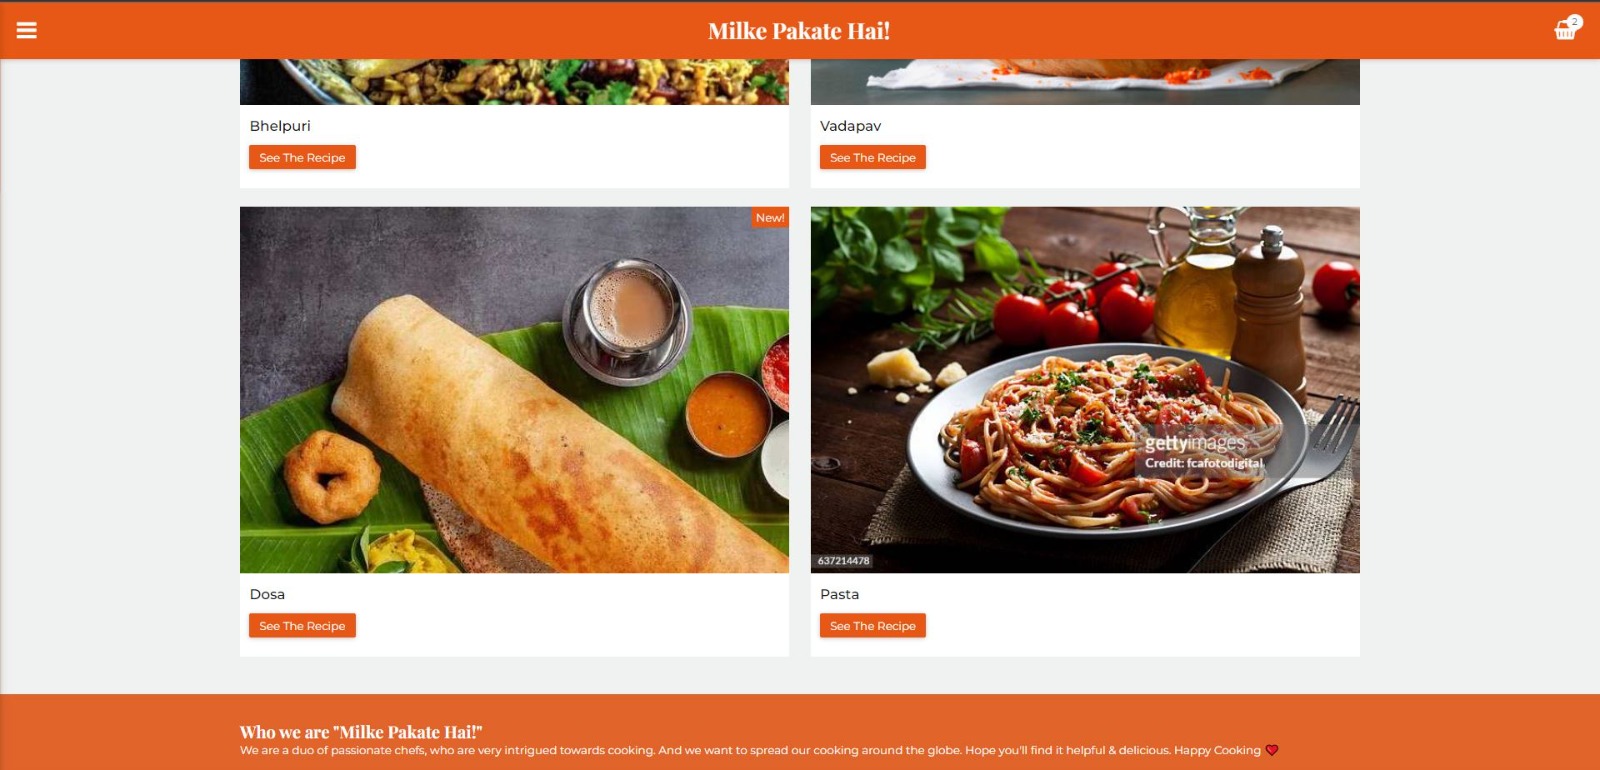 Milke Pakate Hai!
2
Bhelpuri
Vadapav
See The Recipe
See The Recipe
New!
gettyimages
Credit: fcafotodigital
637214478
Dosa
Pasta
See The Recipe
See The Recipe
Who we are "Milke Pakate Hai!"
We are a duo of passionate chefs, who are very intrigued towards cooking. And we want to spread our cooking around the globe. Hope you'll find it helpful & delicious. Happy Cooking ❤️